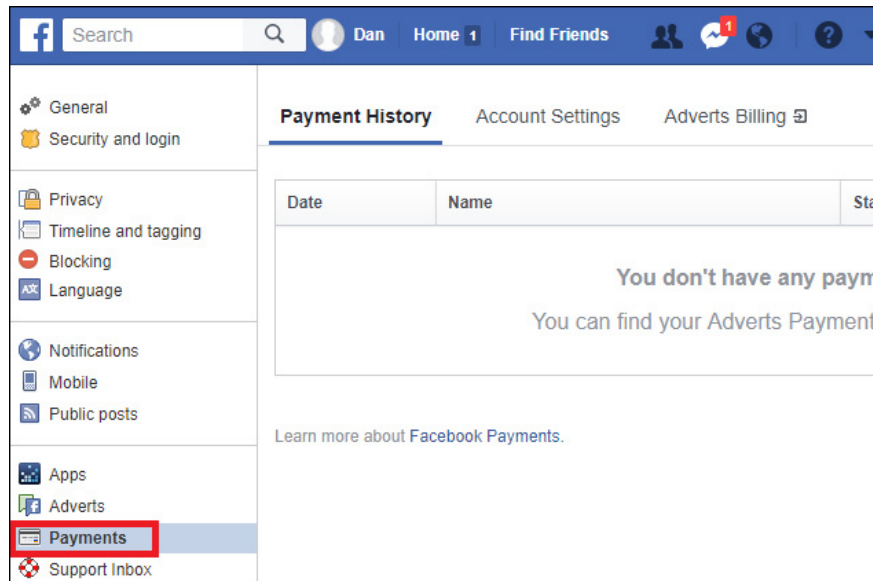 f Search Dan Home 1 Find Friends 1 ?
General
Security and login
Privacy
Timeline and tagging
Blocking
Language
Notifications
Mobile
Public posts
Apps
Adverts
Payments
Support Inbox
Payment History Account Settings Adverts Billing
Date Name
You don't have any
You can find your Adverts Payment
Learn more about Facebook Payments.